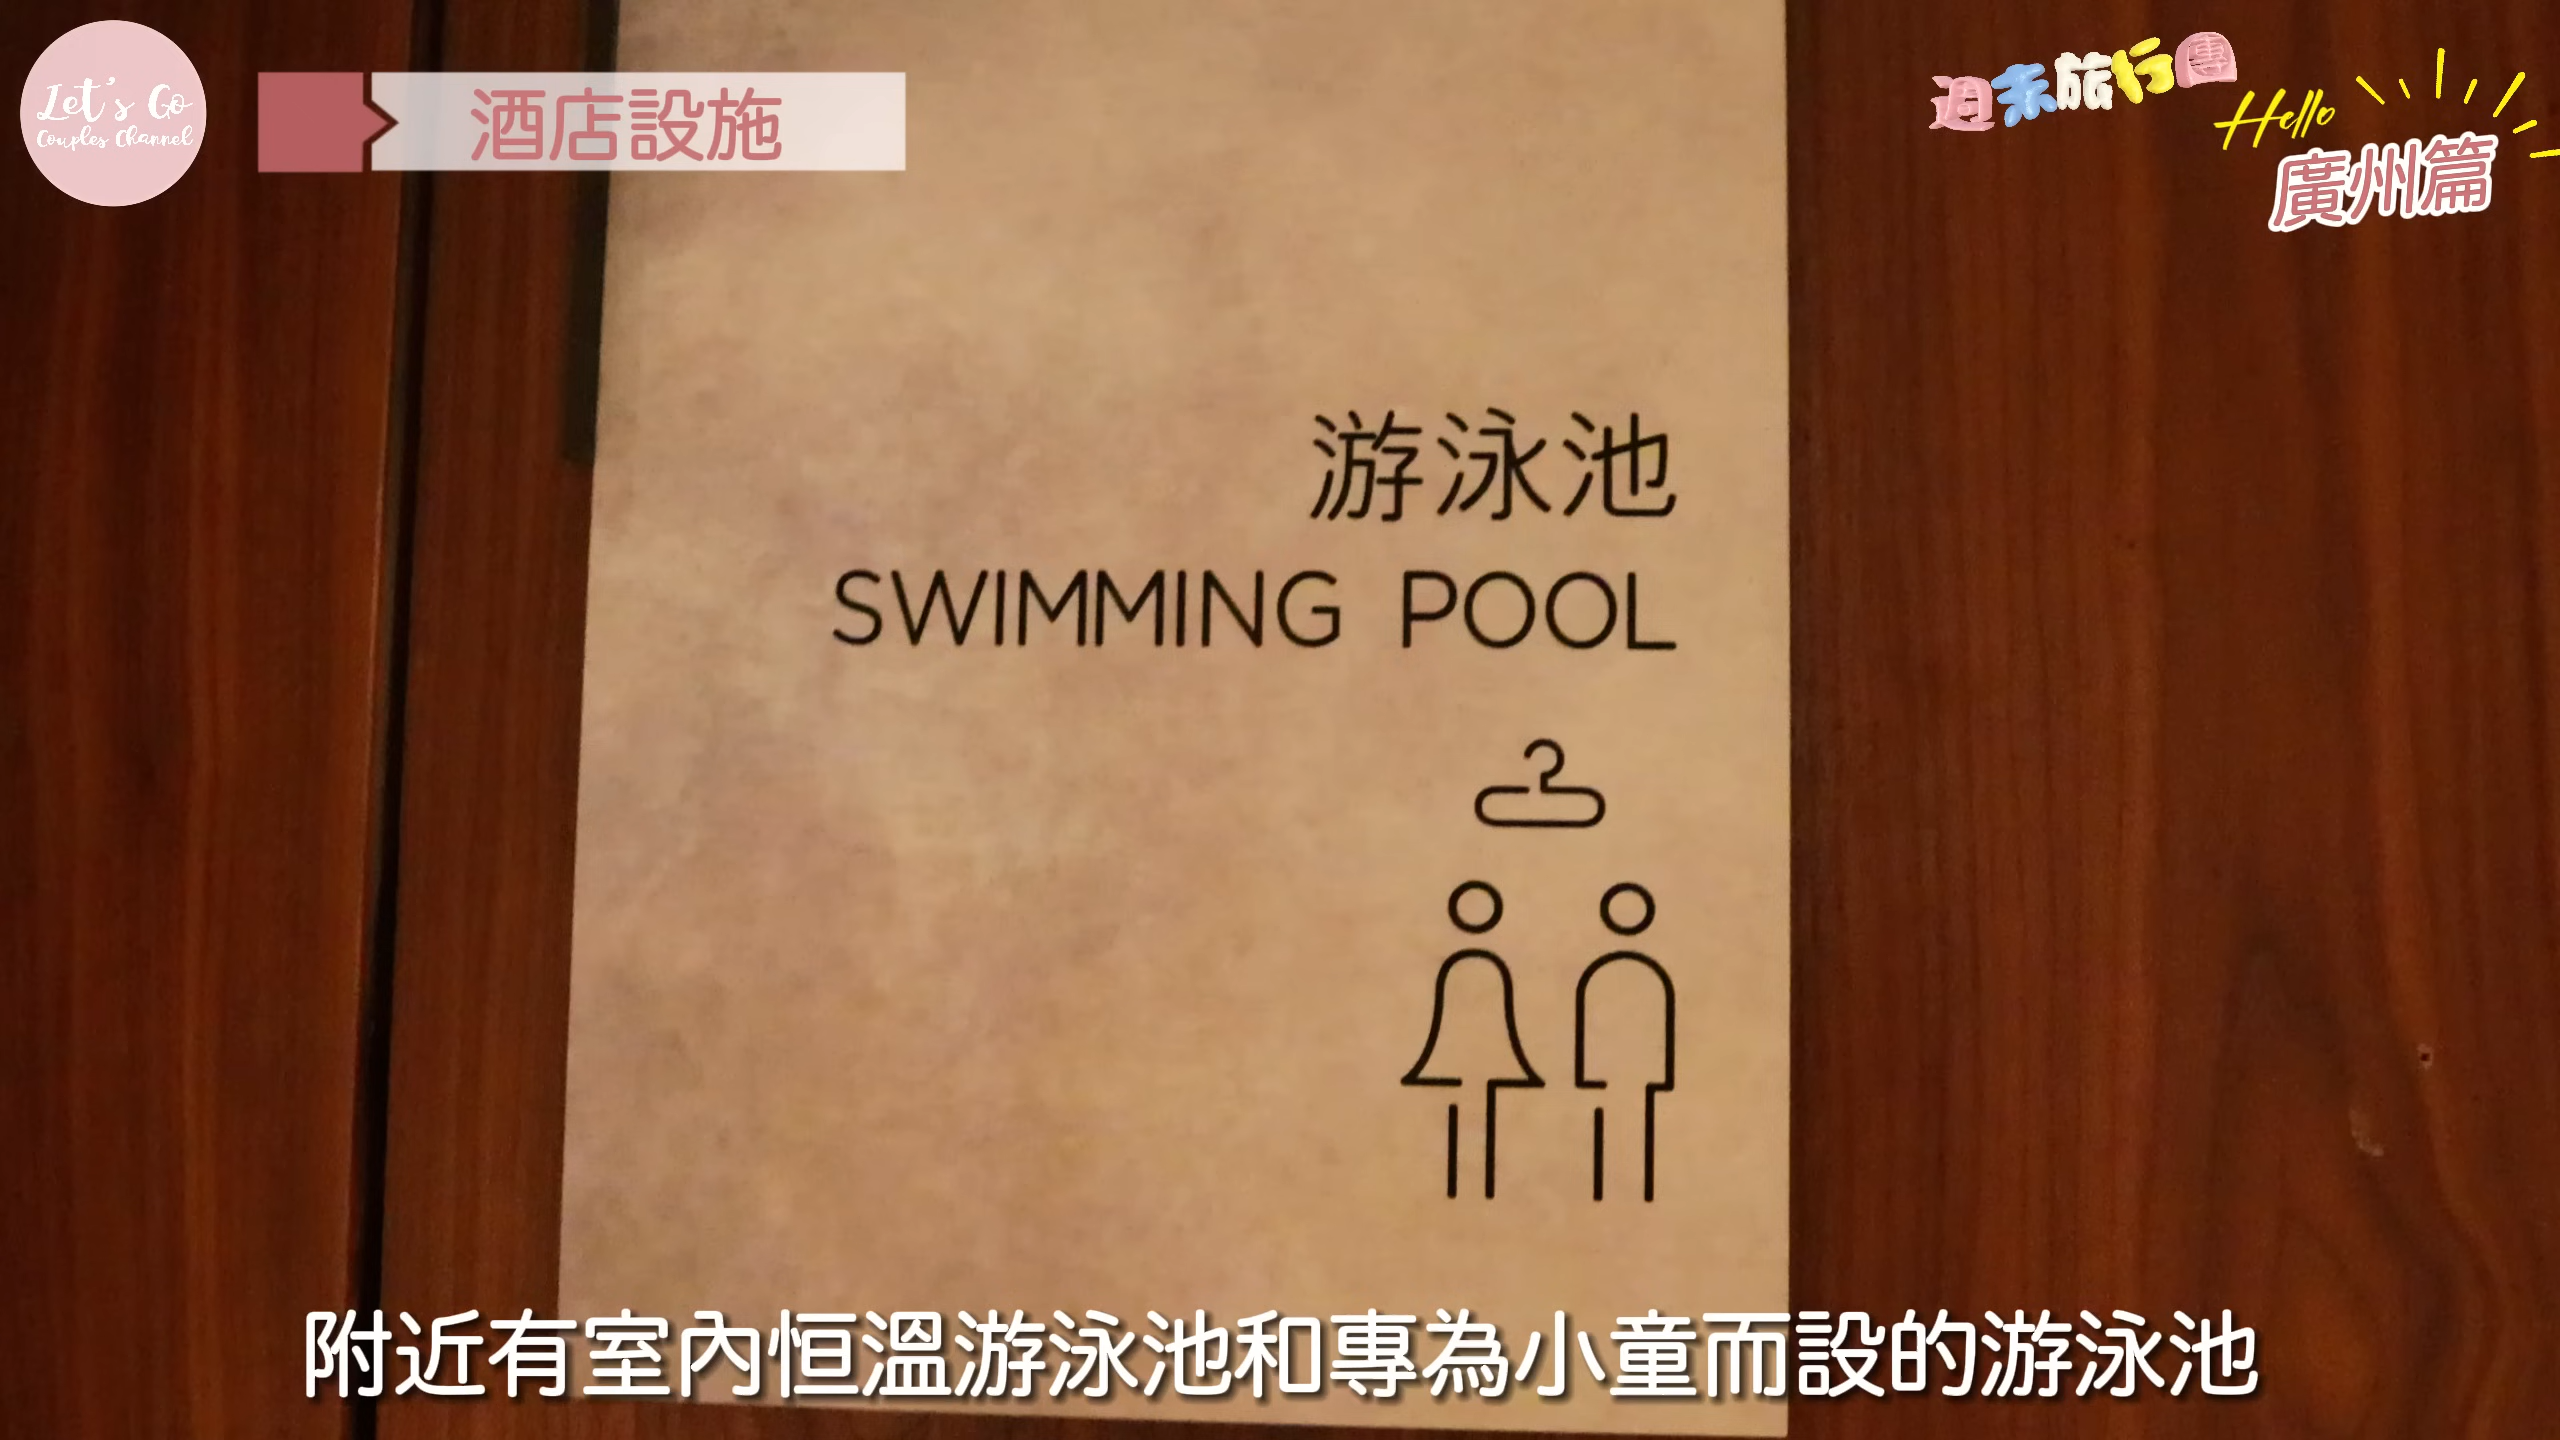 Let's Go
Couples Channel
酒店設施
週末旅行團
Hello
廣州篇
游泳池
SWIMMING POOL
附近有室內恒溫游泳池和專為小童而設的游泳池